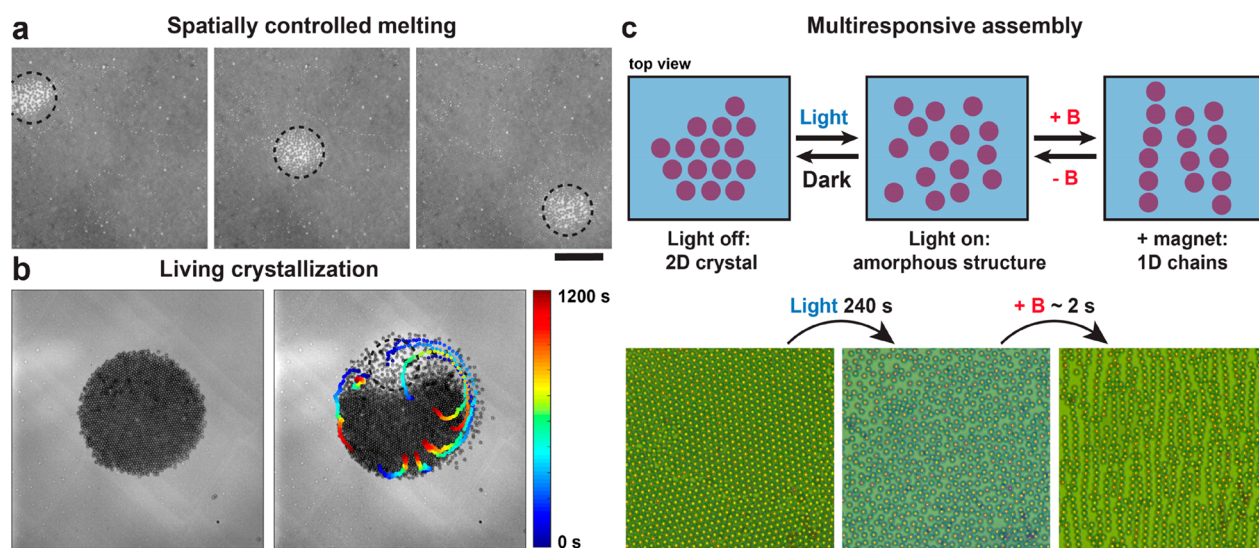 a Spatially controlled melting
b Living crystallization
1200 s
0 s
c Multiresponsive assembly
top view
Light
Dark
+ B
- B
Light off:
2D crystal
Light on:
amorphous structure
+ magnet:
1D chains
Light 240 s
+ B ~ 2 s